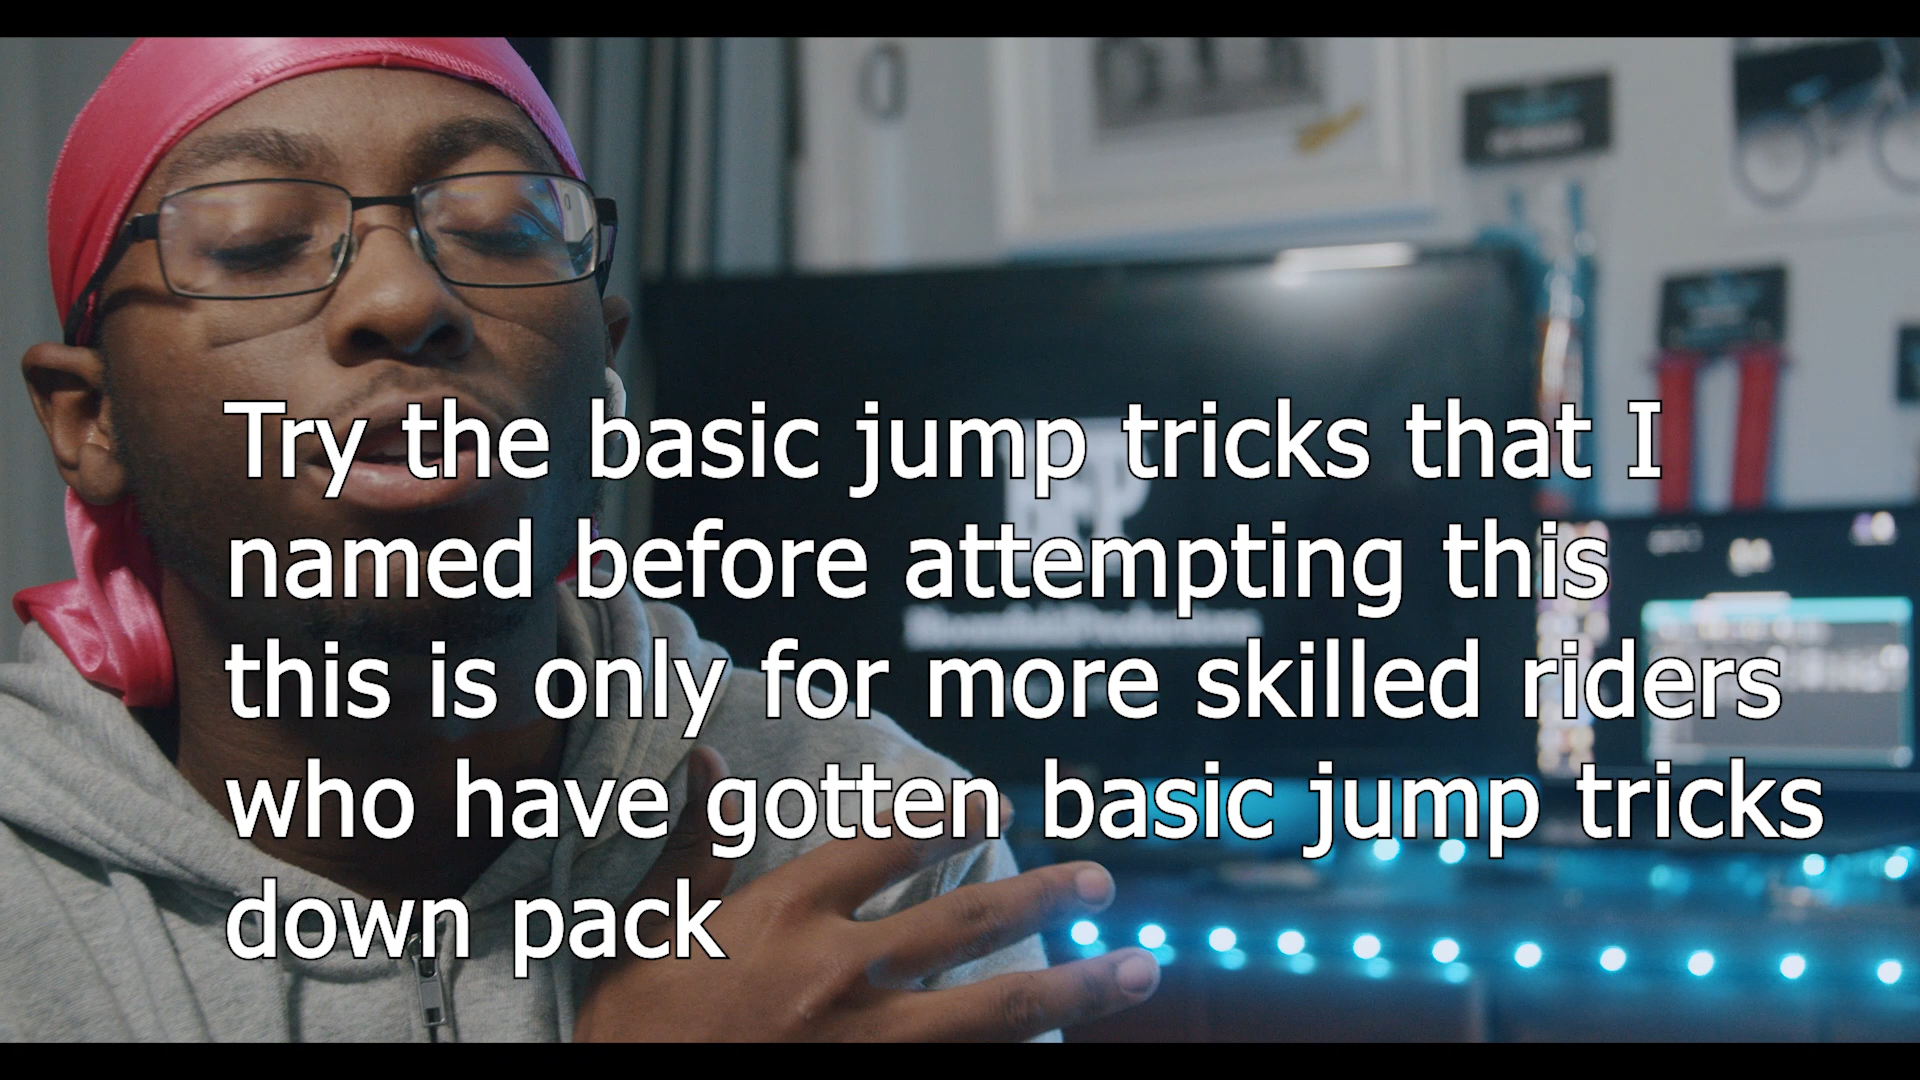 Try the basic jump tricks that I
named before attempting this
this is only for more skilled riders
who have gotten basic jump tricks
down pack